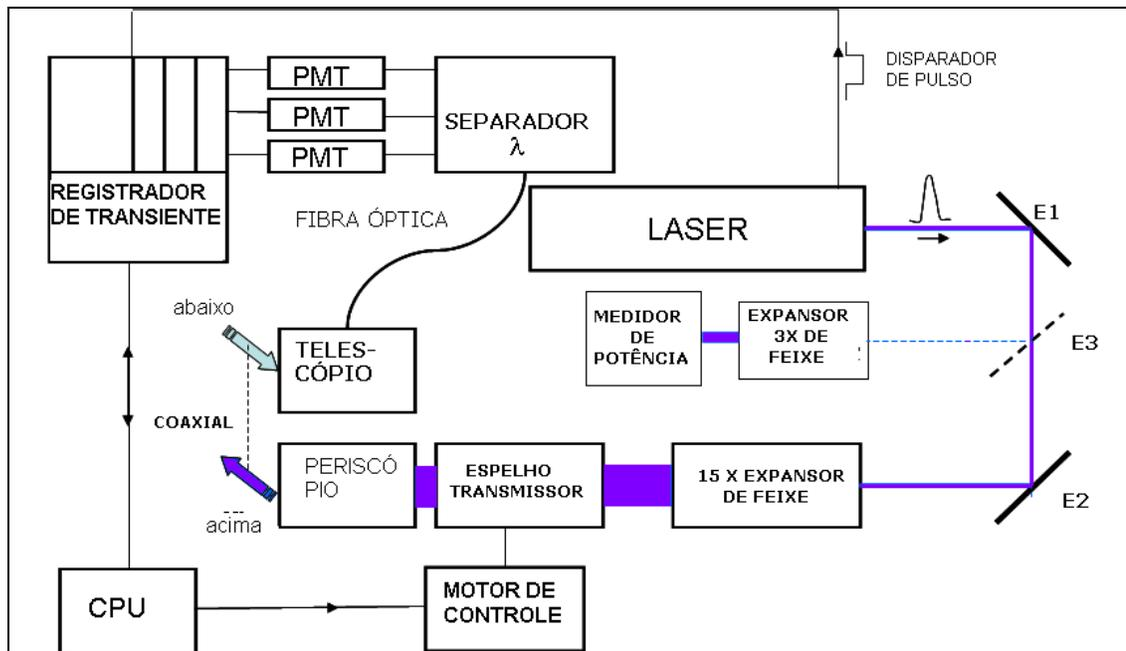 PMT
PMT
PMT
SEPARADOR
λ
DISPARADOR
DE PULSO
REGISTRADOR
DE TRANSIENTE
FIBRA ÓPTICA
LASER
E1
abaixo
TELES-
CÓPIO
MEDIDOR
DE
POTÊNCIA
EXPANSOR
3X DE
FEIXE
E3
COAXIAL
PERISCÓ
PIO
ESPELHO
TRANSMISSOR
15 X EXPANSOR
DE FEIXE
E2
acima
CPU
MOTOR DE
CONTROLE